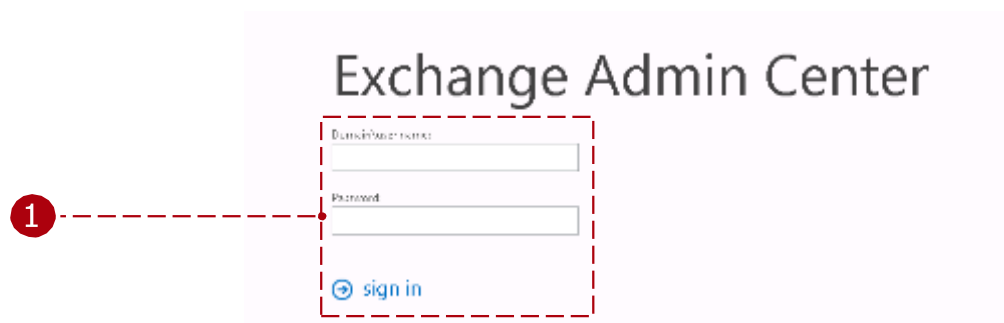 Exchange Admin Center
Domain\user name:
Password:
1
sign in